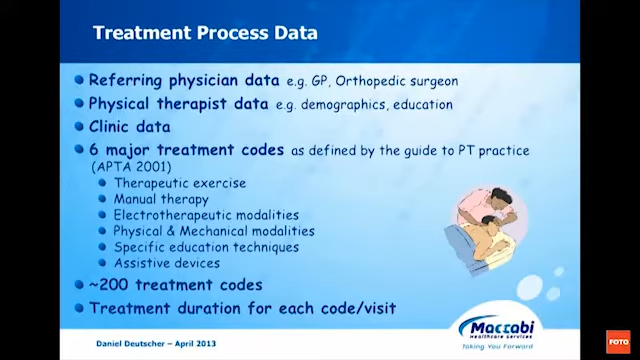 Treatment Process Data
Referring physician data e.g. GP, Orthopedic surgeon
Physical therapist data e.g. demographics, education
Clinic data
6 major treatment codes as defined by the guide to PT practice
(APTA 2001)
Therapeutic exercise
Manual therapy
Electrotherapeutic modalities
Physical & Mechanical modalities
Specific education techniques
Assistive devices
~200 treatment codes
Treatment duration for each code/visit
Maccabi
Healthcare Services
Taking You Forward
Daniel Deutscher – April 2013
FOTO